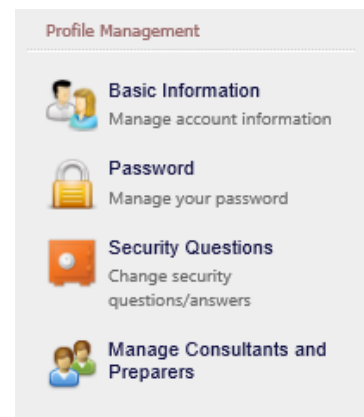 Profile Management
Basic Information
Manage account information
Password
Manage your password
Security Questions
Change security
questions/answers
Manage Consultants and
Preparers